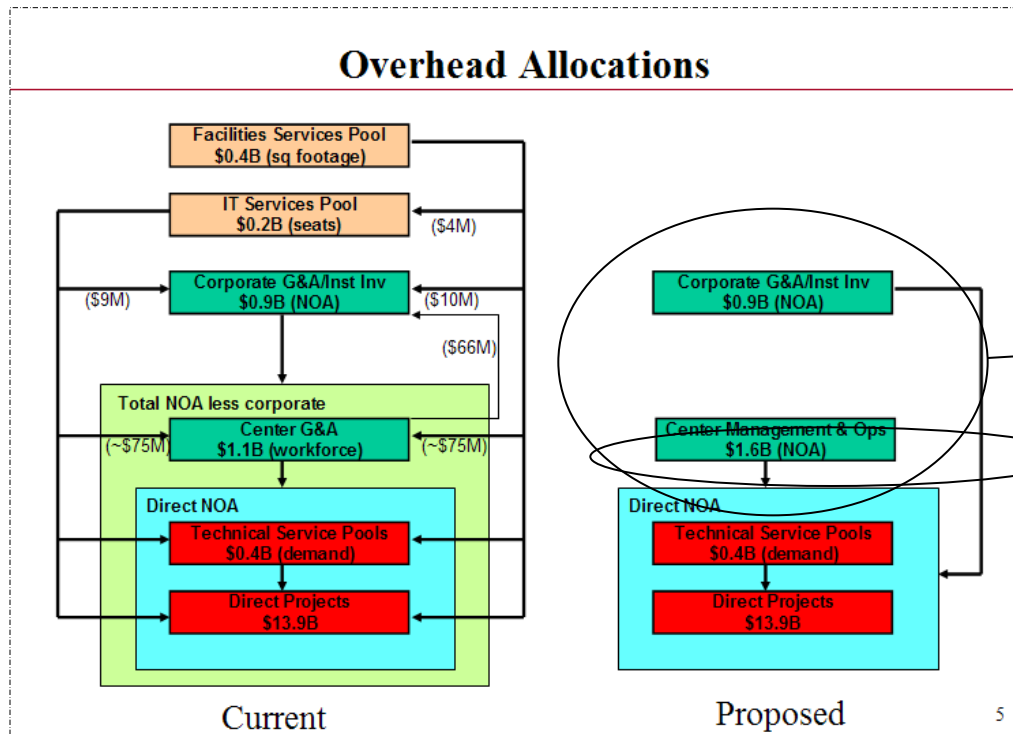 Overhead Allocations
Facilities Services Pool
$0.4B (sq footage)
IT Services Pool
$0.2B (seats)
($4M)
Corporate G&A/Inst Inv
$0.9B (NOA)
($9M)
($10M)
($66M)
Total NOA less corporate
Center G&A
$1.1B (workforce)
(~$75M)
(~$75M)
Direct NOA
Technical Service Pools
$0.4B (demand)
Direct Projects
$13.9B
Current
Corporate G&A/Inst Inv
$0.9B (NOA)
Center Management & Ops
$1.6B (NOA)
Direct NOA
Technical Service Pools
$0.4B (demand)
Direct Projects
$13.9B
Proposed
5